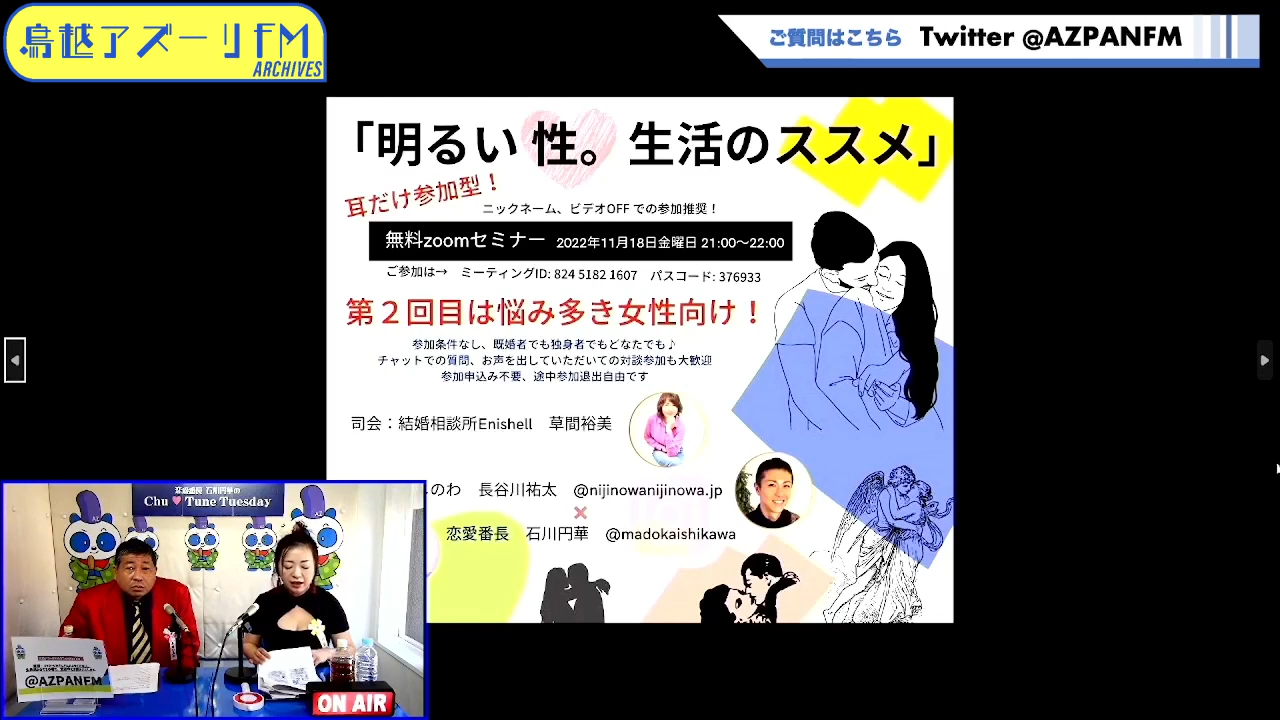 鳥越アズーリFM
ARCHIVES
ご質問はこちら Twitter @AZPANFM
「明るい 性。生活のススメ」
耳だけ参加型！
ニックネーム、ビデオOFF での参加推奨！
無料zoomセミナー 2022年11月18日金曜日 21:00～22:00
ご参加は→ ミーティングID: 824 5182 1607 パスコード: 376933
第２回目は悩み多き女性向け！
参加条件なし、既婚者でも独身者でもどなたでも♪
チャットでの質問、お声を出していただいての対談参加も大歓迎
参加申込み不要、途中参加退出自由です
司会：結婚相談所Enishell 草間裕美
のわ 長谷川祐太 @nijinowanijinowa.jp
恋愛番長 石川円華 @madokaishikawa
恋愛番長 石川円華の
Chu ♥ Tune Tuesday
@AZPANFM
ON AIR